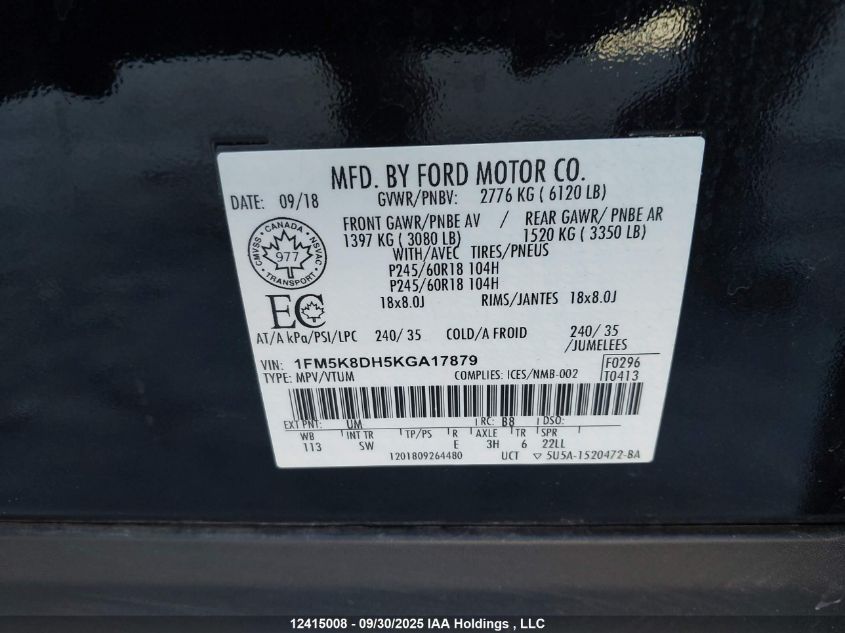 MFD. BY FORD MOTOR CO.
DATE: 09/18
GVWR/PNBV: 2776 KG ( 6120 LB)
FRONT GAWR/PNBE AV / REAR GAWR/ PNBE AR
1397 KG ( 3080 LB) 1520 KG ( 3350 LB)
WITH/AVEC TIRES/PNEUS
P245/60R18 104H
P245/60R18 104H
18x8.0J RIMS/JANTES 18x8.0J
CANADA
CMVSS 977 NSVAC
TRANSPORT
EC
AT/A kPa/PSI/LPC 240/ 35 COLD/A FROID 240/ 35
/JUMELEES
VIN: 1FM5K8DH5KGA17879 F0296
TYPE: MPV/VTUM COMPLIES: ICES/NMB-002 T0413
EXT PNT: UM RC: B8 DSO:
WB INT TR TP/PS R AXLE TR SPR
113 SW E 3H 6 22LL
1201809264480 UCT ▽ 5U5A-1520472-BA
12415008 - 09/30/2025 IAA Holdings , LLC